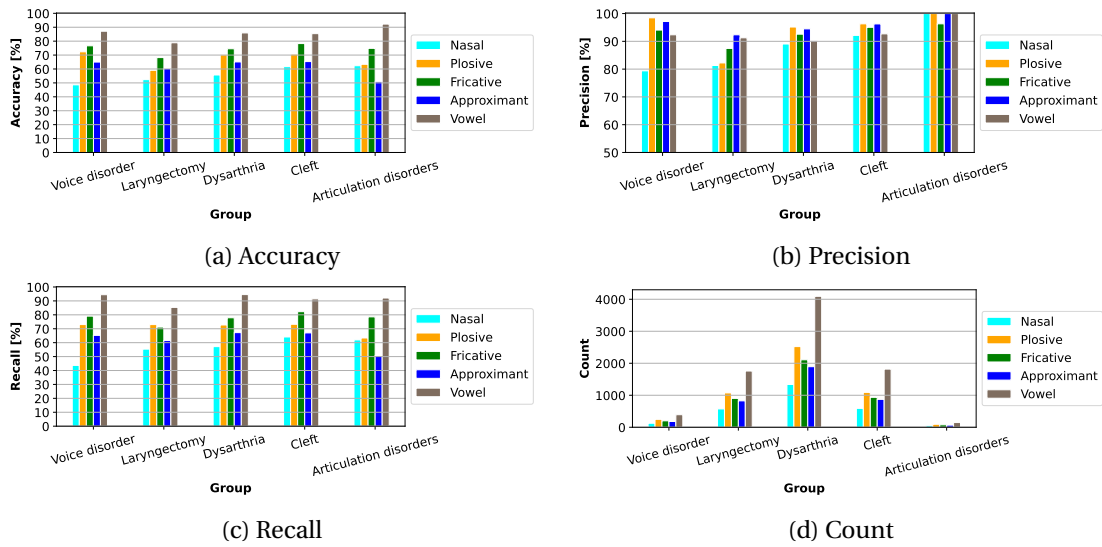 100
90
80
70
60
50
40
30
20
10
0
Accuracy [%]
Voice disorder
Laryngectomy
Dysarthria
Cleft
Articulation disorders
Group
Nasal
Plosive
Fricative
Approximant
Vowel
(a) Accuracy
100
90
80
70
60
50
Precision [%]
Voice disorder
Laryngectomy
Dysarthria
Cleft
Articulation disorders
Group
Nasal
Plosive
Fricative
Approximant
Vowel
(b) Precision
100
90
80
70
60
50
40
30
20
10
0
Recall [%]
Voice disorder
Laryngectomy
Dysarthria
Cleft
Articulation disorders
Group
Nasal
Plosive
Fricative
Approximant
Vowel
(c) Recall
4000
3000
2000
1000
0
Count
Voice disorder
Laryngectomy
Dysarthria
Cleft
Articulation disorders
Group
Nasal
Plosive
Fricative
Approximant
Vowel
(d) Count